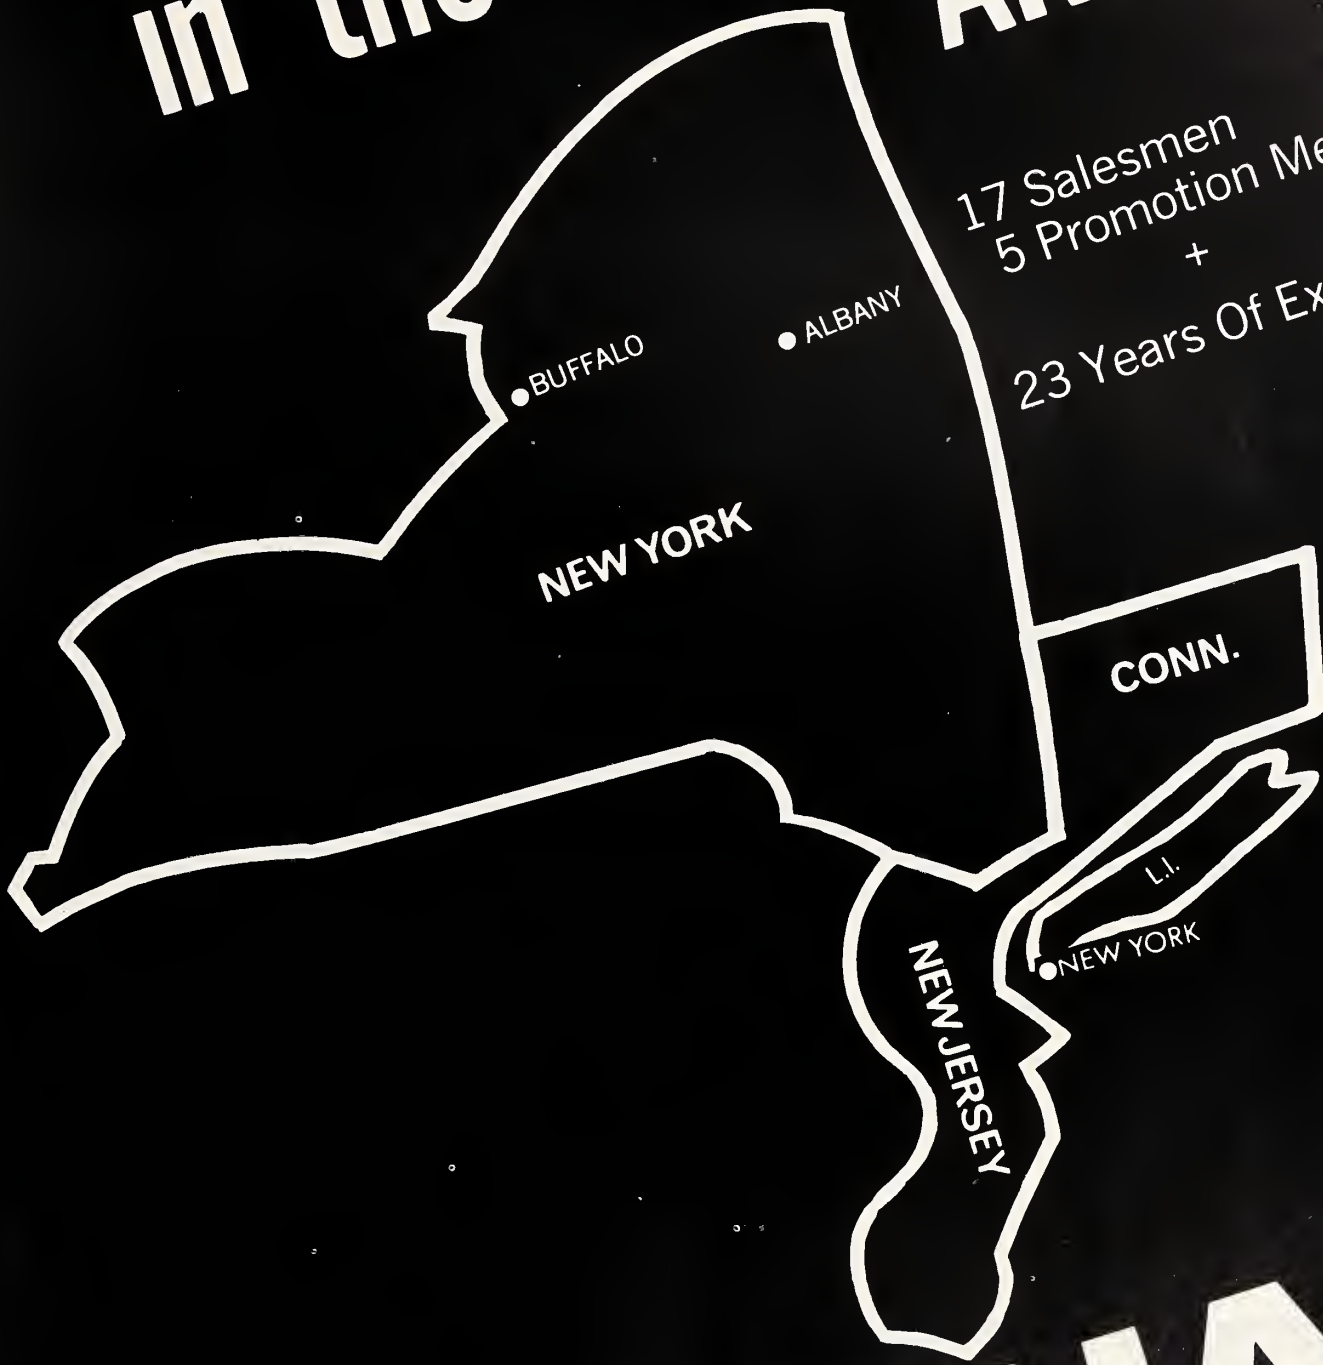 in the
17 Salesmen
5 Promotion Me
+
23 Years Of Ex
ALBANY
BUFFALO
NEW YORK
CONN.
L.I.
NEW YORK
NEW JERSEY